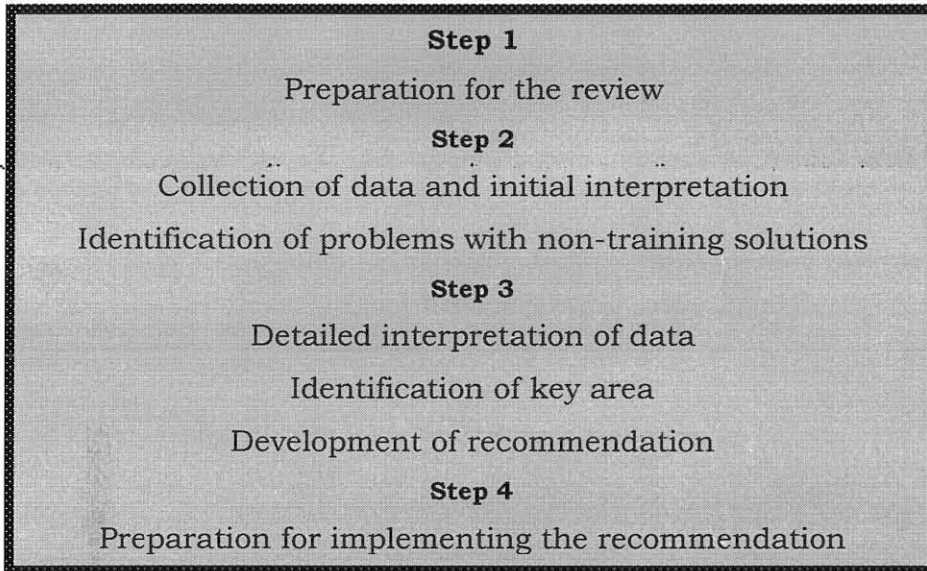 Step 1
Preparation for the review
Step 2
Collection of data and initial interpretation
Identification of problems with non-training solutions
Step 3
Detailed interpretation of data
Identification of key area
Development of recommendation
Step 4
Preparation for implementing the recommendation